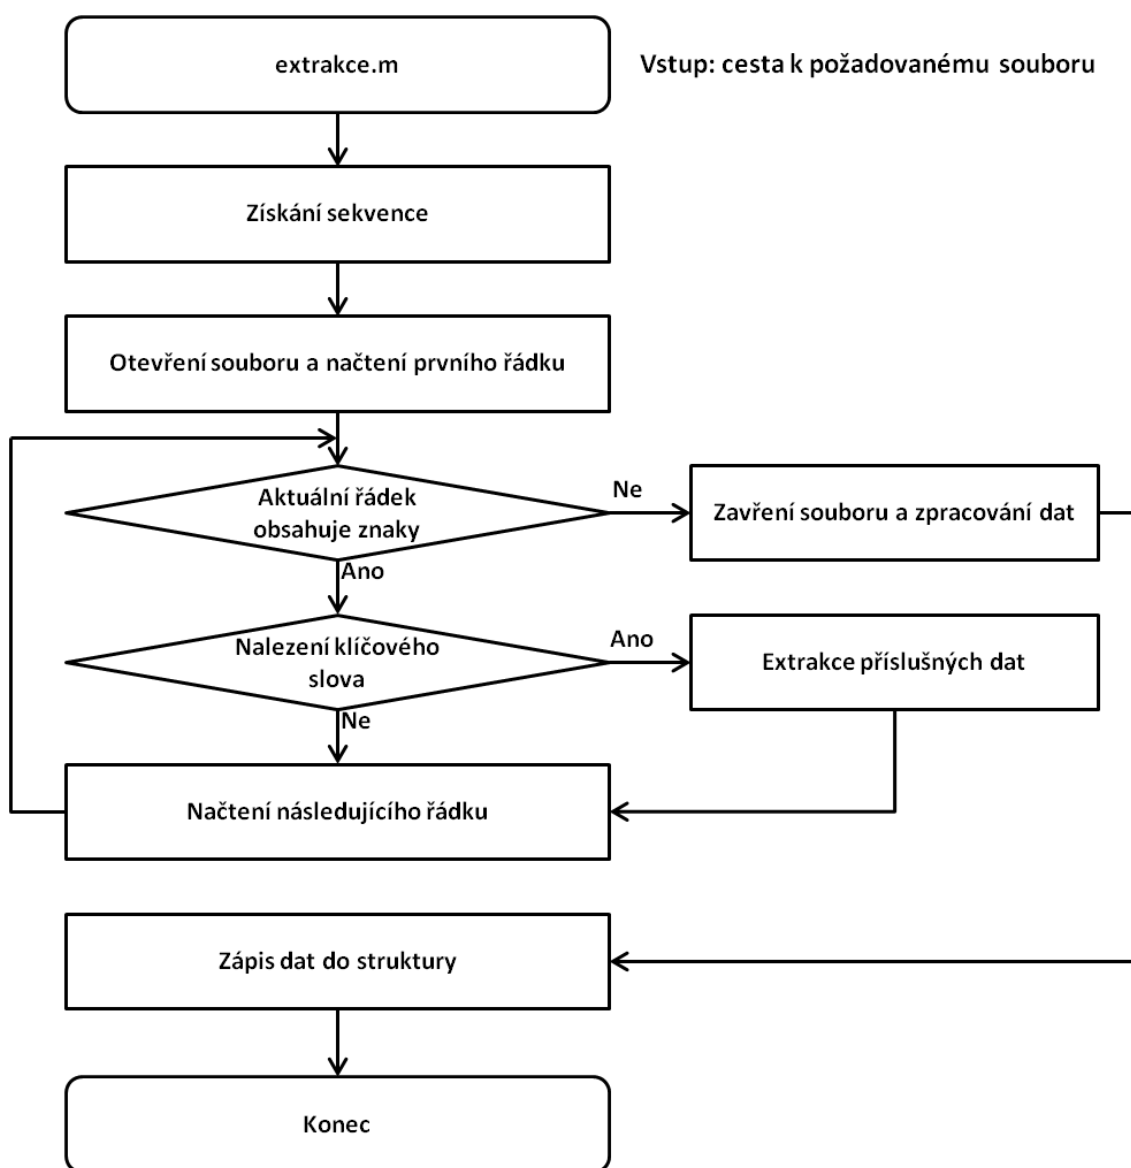 extrakce.m
Vstup: cesta k požadovanému souboru
Získání sekvence
Otevření souboru a načtení prvního řádku
Aktuální řádek
obsahuje znaky
Ne
Zavření souboru a zpracování dat
Ano
Nalezení klíčového
slova
Ano
Extrakce příslušných dat
Ne
Načtení následujícího řádku
Zápis dat do struktury
Konec